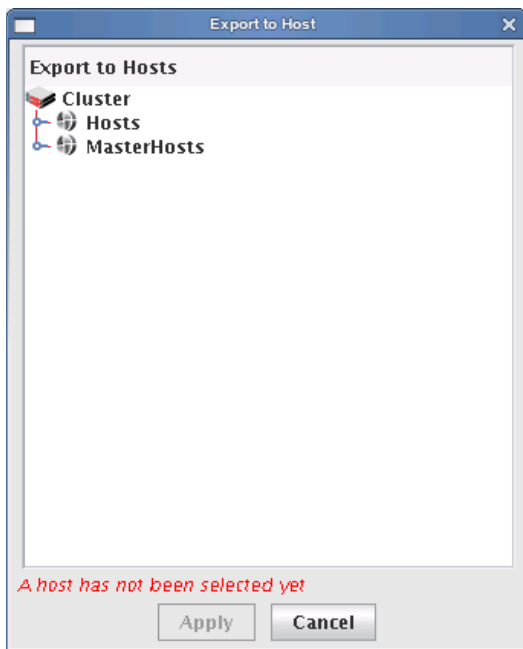 Export to Host
Export to Hosts
Cluster
Hosts
MasterHosts
A host has not been selected yet
Apply
Cancel